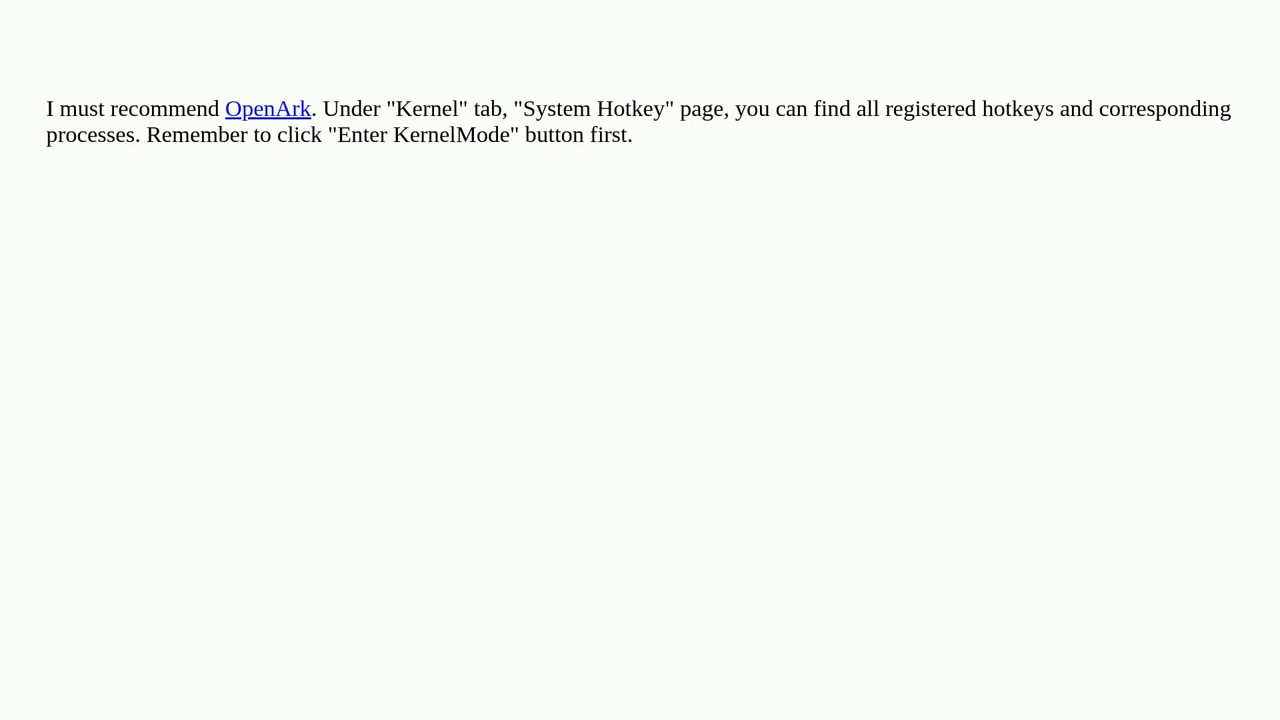 I must recommend OpenArk. Under "Kernel" tab, "System Hotkey" page, you can find all registered hotkeys and corresponding
processes. Remember to click "Enter KernelMode" button first.